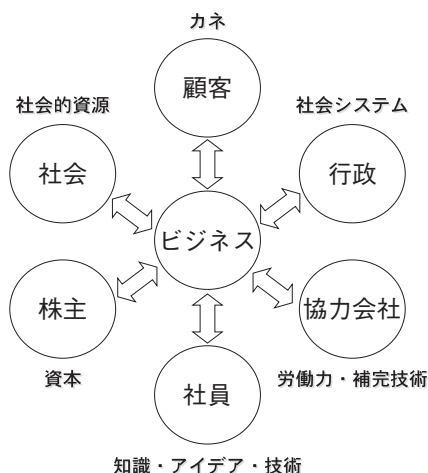 カネ
顧客
社会的資源
社会システム
社会
行政
ビジネス
株主
協力会社
資本
労働力・補完技術
社員
知識・アイデア・技術